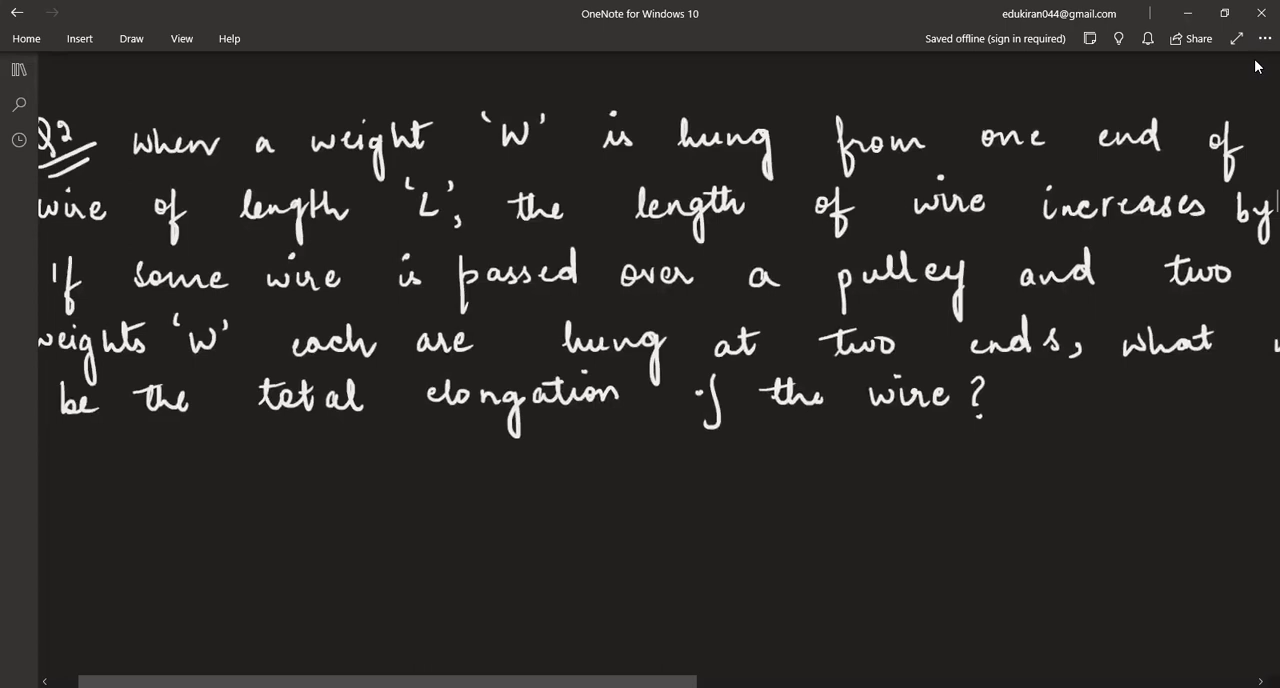 OneNote for Windows 10
edukiran044@gmail.com
Home Insert Draw View Help
Saved offline (sign in required) Share
Q2 When a weight 'W' is hung from one end of
wire of length 'L', the length of wire increases by
If some wire is passed over a pulley and two
weights 'W' each are hung at two ends, what
be the total elongation of the wire?